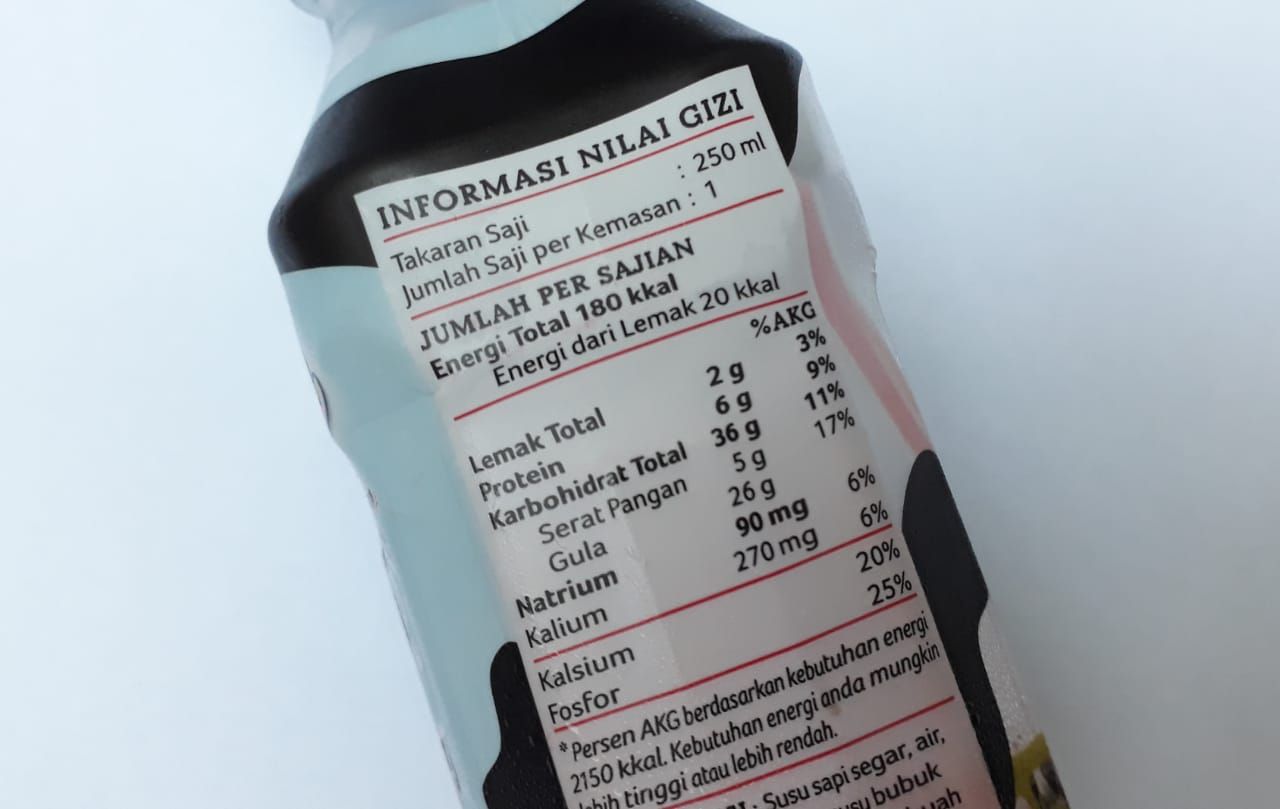 INFORMASI NILAI GIZI
Takaran Saji : 250 ml
Jumlah Saji per Kemasan : 1
JUMLAH PER SAJIAN
Energi Total 180 kkal
Energi dari Lemak 20 kkal
%AKG
Lemak Total 2 g 3%
Protein 6 g 9%
Karbohidrat Total 36 g 11%
Serat Pangan 5 g 17%
Gula 26 g
Natrium 90 mg 6%
Kalium 270 mg 6%
Kalsium 20%
Fosfor 25%
*Persen AKG berdasarkan kebutuhan energi
2150 kkal. Kebutuhan energi anda mungkin
lebih tinggi atau lebih rendah.
: Susu sapi segar, air,
susu bubuk